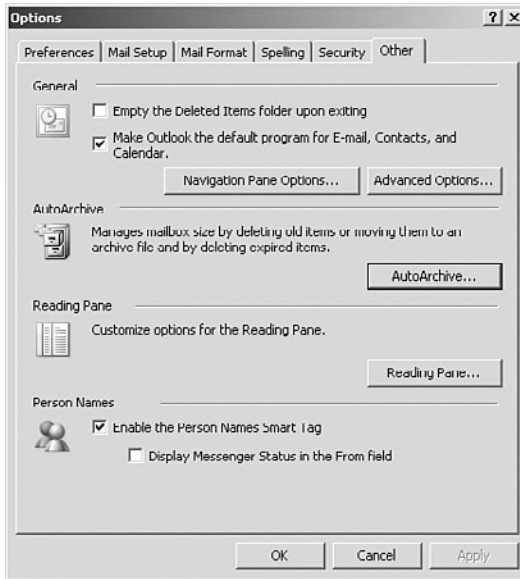 Options
Preferences Mail Setup Mail Format Spelling Security Other
General
Empty the Deleted Items folder upon exiting
Make Outlook the default program for E-mail, Contacts, and
Calendar.
Navigation Pane Options... Advanced Options...
AutoArchive
Manages mailbox size by deleting old items or moving them to an
archive file and by deleting expired items.
AutoArchive...
Reading Pane
Customize options for the Reading Pane.
Reading Pane...
Person Names
Enable the Person Names Smart Tag
Display Messenger Status in the From field
OK Cancel Apply